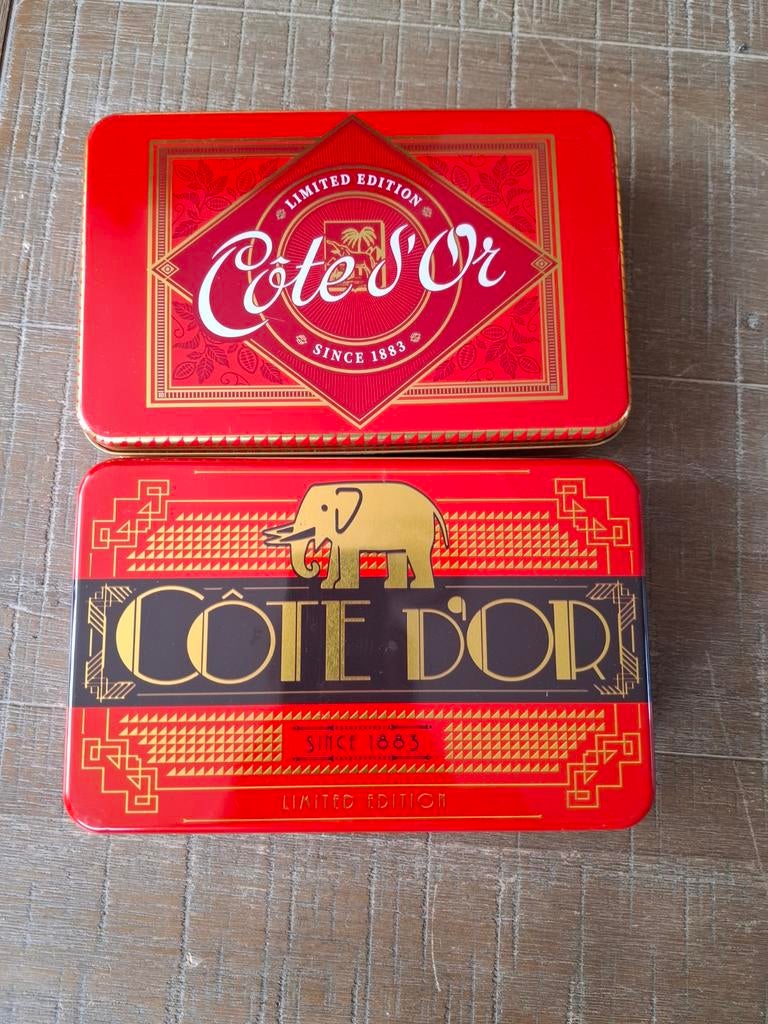 LIMITED EDITION
Côte d'Or
SINCE 1883
CÔTE D'OR
SINCE 1883
LIMITED EDITION